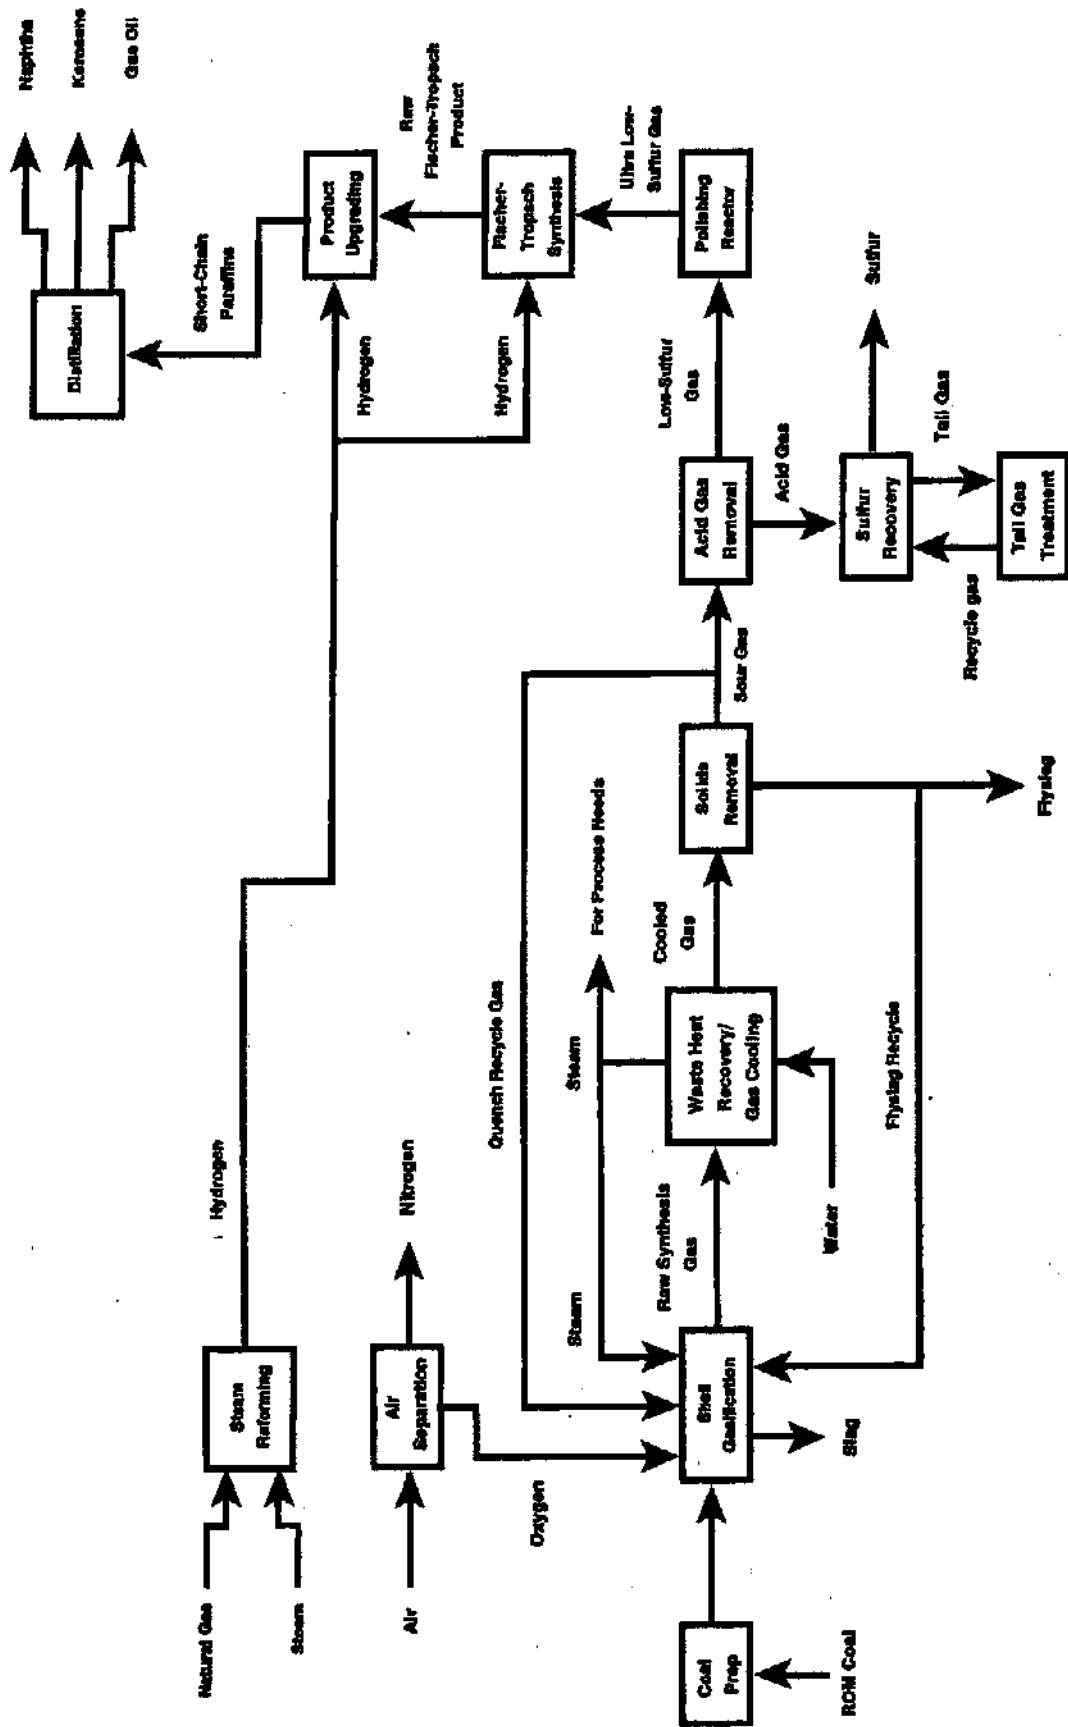 Natural Gas
Steam
Steam
Reforming
Hydrogen
Air
Air
Separation
Nitrogen
Oxygen
ROM Coal
Coal
Prep
Shell
Gasification
Slag
Steam
Raw Synthesis
Gas
Quench Recycle Gas
Steam
For Process Needs
Waste Heat
Recovery/
Gas Cooling
Water
Cooled
Gas
Solids
Removal
Flyslag Recycle
Flyslag
Sour Gas
Acid Gas
Removal
Acid Gas
Sulfur
Recovery
Sulfur
Tail Gas
Recycle gas
Tail Gas
Treatment
Low-Sulfur
Gas
Polishing
Reactor
Ultra Low-
Sulfur Gas
Hydrogen
Fischer-
Tropsch
Synthesis
Raw
Fischer-Tropsch
Product
Hydrogen
Product
Upgrading
Short-Chain
Paraffins
Distillation
Naphtha
Kerosene
Gas Oil